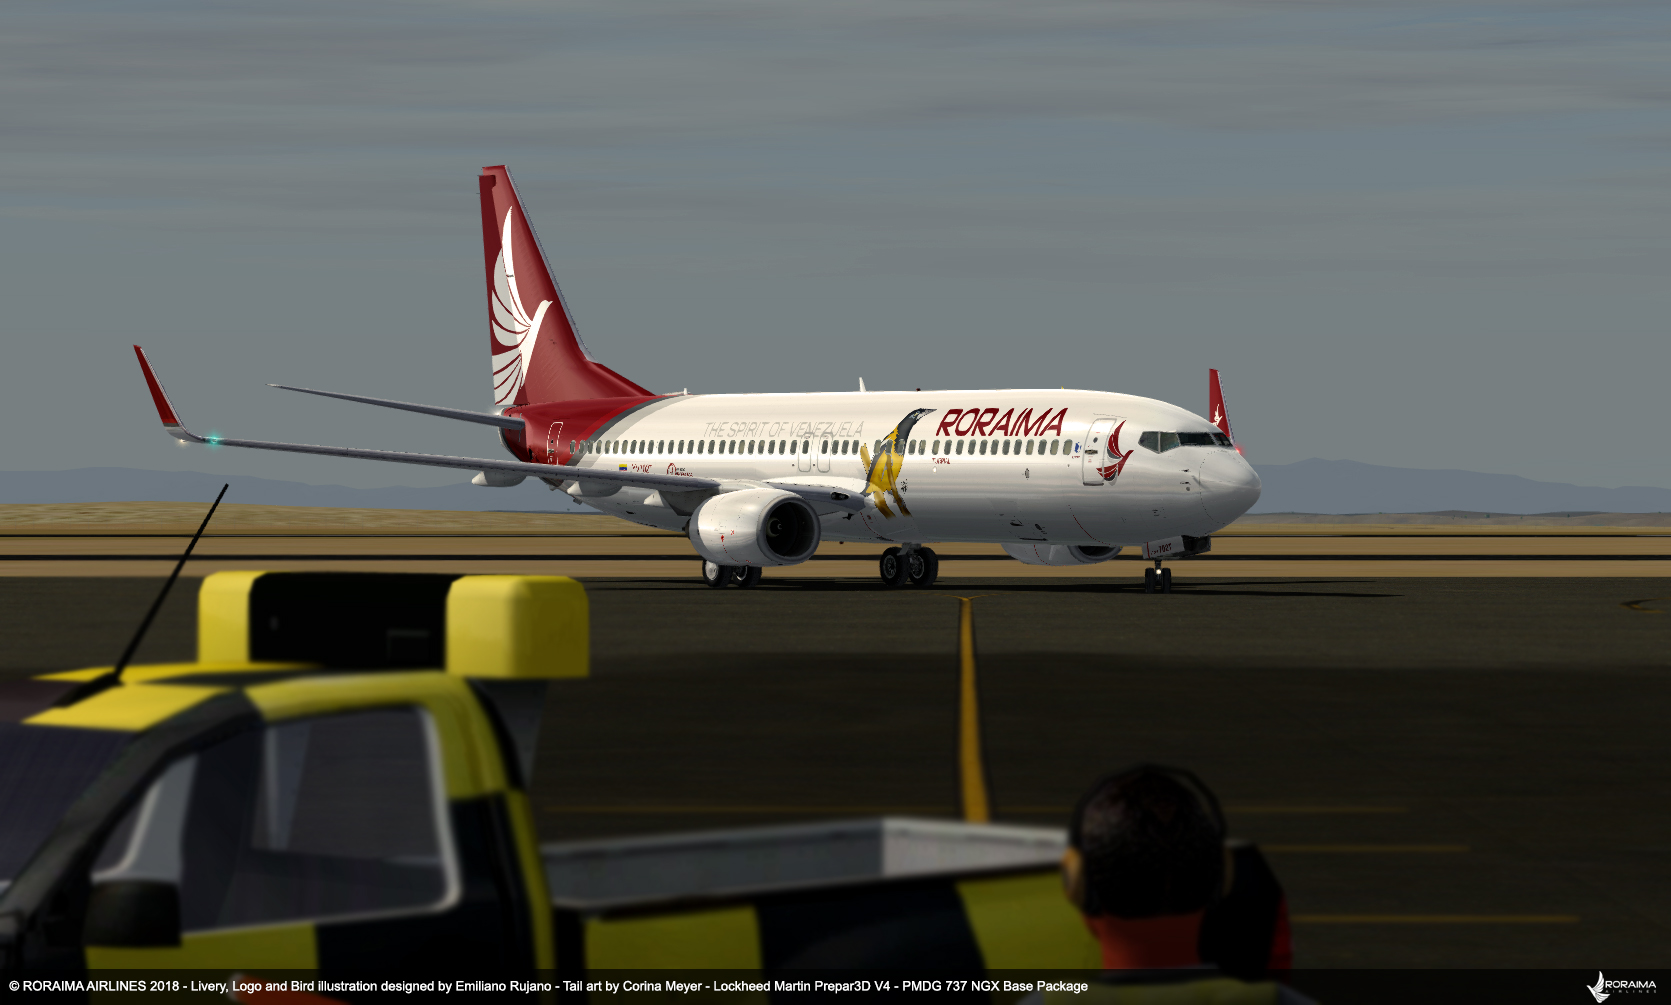 THE SPIRIT OF VENEZUELA
RORAIMA
© RORAIMA AIRLINES 2018 - Livery, Logo and Bird illustration designed by Emiliano Rujano - Tail art by Corina Meyer - Lockheed Martin Prepar3D V4 - PMDG 737 NGX Base Package
RORAIMA
AIRLINES